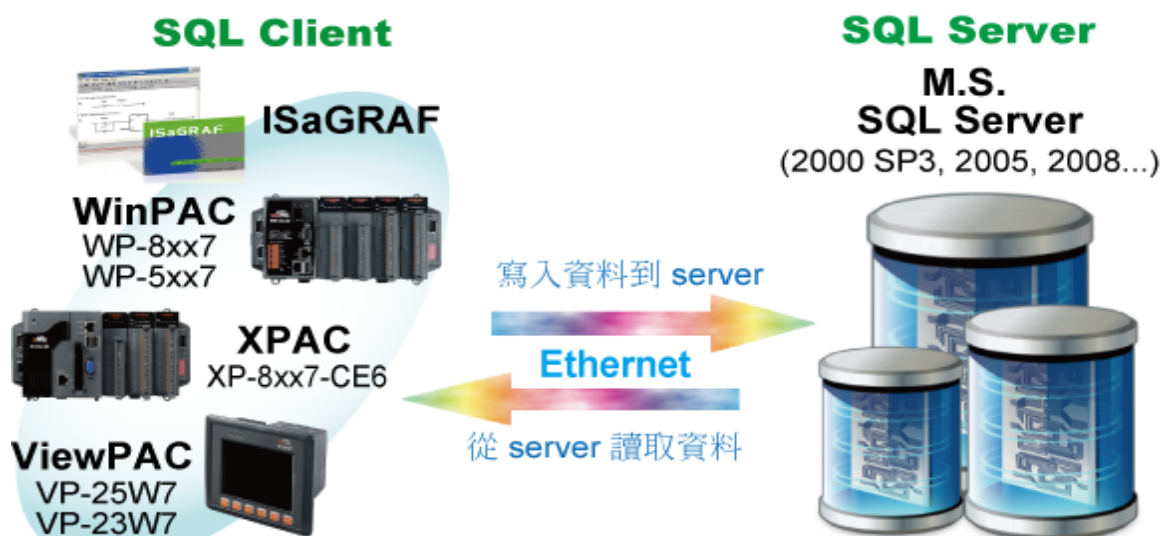 SQL Client
ISaGRAF
ISaGRAF
WinPAC
WP-8xx7
WP-5xx7
XPAC
XP-8xx7-CE6
ViewPAC
VP-25W7
VP-23W7
寫入資料到 server
Ethernet
從 server 讀取資料
SQL Server
M.S.
SQL Server
(2000 SP3, 2005, 2008...)